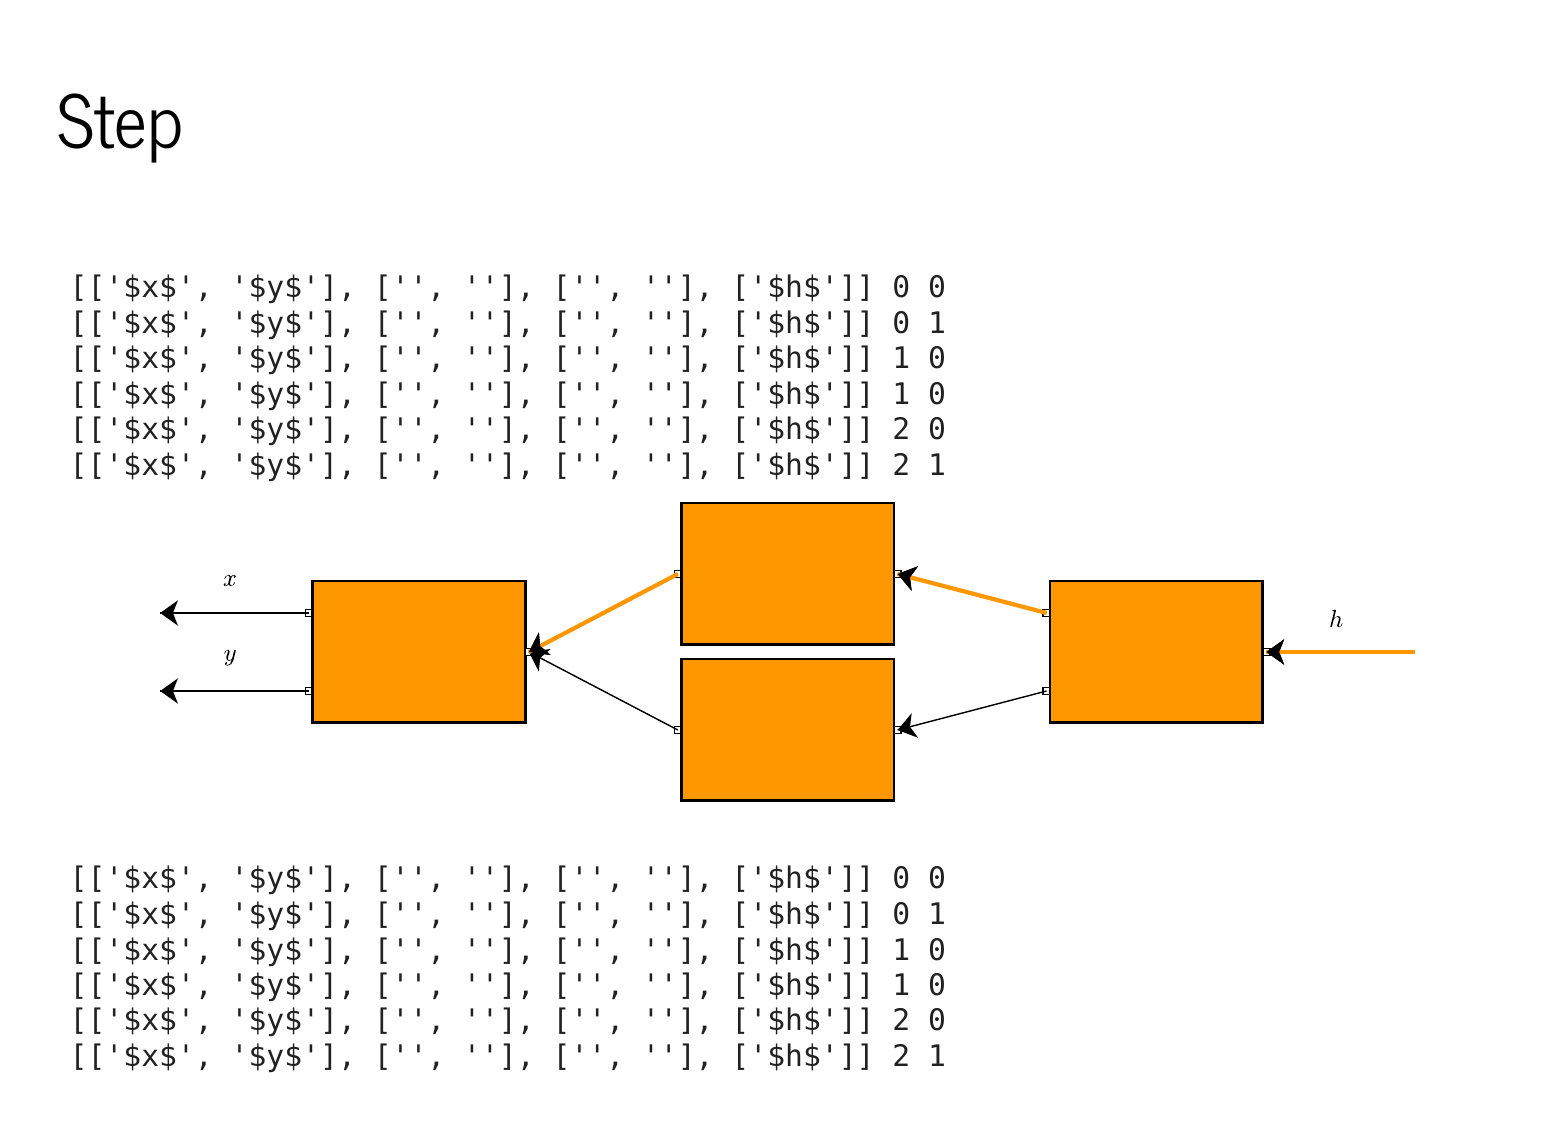 Step
[['$x$', '$y$'], ['', ''], ['', ''], ['$h$']] 0 0
[['$x$', '$y$'], ['', ''], ['', ''], ['$h$']] 0 1
[['$x$', '$y$'], ['', ''], ['', ''], ['$h$']] 1 0
[['$x$', '$y$'], ['', ''], ['', ''], ['$h$']] 1 0
[['$x$', '$y$'], ['', ''], ['', ''], ['$h$']] 2 0
[['$x$', '$y$'], ['', ''], ['', ''], ['$h$']] 2 1
x
h
y
[['$x$', '$y$'], ['', ''], ['', ''], ['$h$']] 0 0
[['$x$', '$y$'], ['', ''], ['', ''], ['$h$']] 0 1
[['$x$', '$y$'], ['', ''], ['', ''], ['$h$']] 1 0
[['$x$', '$y$'], ['', ''], ['', ''], ['$h$']] 1 0
[['$x$', '$y$'], ['', ''], ['', ''], ['$h$']] 2 0
[['$x$', '$y$'], ['', ''], ['', ''], ['$h$']] 2 1